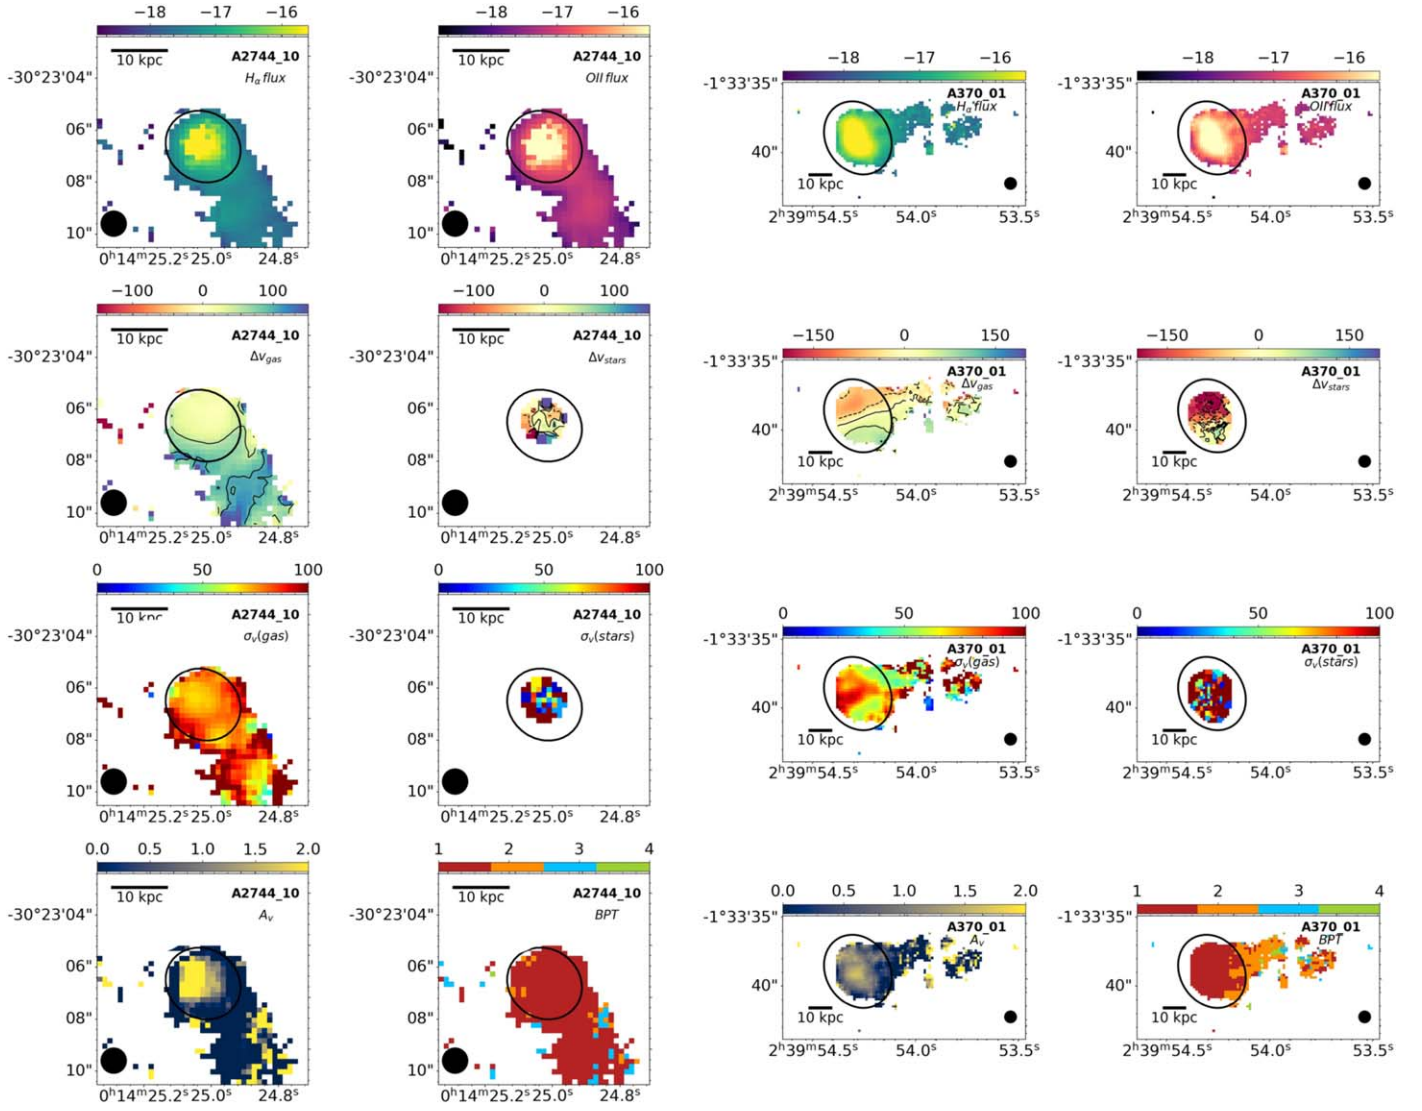 −18 −17 −16
−18 −17 −16
−18 −17 −16
−18 −17 −16
A2744_10
Hα flux
10 kpc
-30°23'04"
06"
08"
10"
0ʰ14ᵐ25.2ˢ 25.0ˢ 24.8ˢ
A2744_10
OII flux
10 kpc
-30°23'04"
06"
08"
10"
0ʰ14ᵐ25.2ˢ 25.0ˢ 24.8ˢ
A370_01
Hα flux
-1°33'35"
40"
10 kpc
2ʰ39ᵐ54.5ˢ 54.0ˢ 53.5ˢ
A370_01
OII flux
-1°33'35"
40"
10 kpc
2ʰ39ᵐ54.5ˢ 54.0ˢ 53.5ˢ
−100 0 100
−100 0 100
−150 0 150
−150 0 150
A2744_10
Δvgas
10 kpc
-30°23'04"
06"
08"
10"
0ʰ14ᵐ25.2ˢ 25.0ˢ 24.8ˢ
A2744_10
Δvstars
10 kpc
-30°23'04"
06"
08"
10"
0ʰ14ᵐ25.2ˢ 25.0ˢ 24.8ˢ
A370_01
Δvgas
-1°33'35"
40"
10 kpc
2ʰ39ᵐ54.5ˢ 54.0ˢ 53.5ˢ
A370_01
Δvstars
-1°33'35"
40"
10 kpc
2ʰ39ᵐ54.5ˢ 54.0ˢ 53.5ˢ
0 50 100
0 50 100
0 50 100
0 50 100
A2744_10
σv(gas)
10 kpc
-30°23'04"
06"
08"
10"
0ʰ14ᵐ25.2ˢ 25.0ˢ 24.8ˢ
A2744_10
σv(stars)
10 kpc
-30°23'04"
06"
08"
10"
0ʰ14ᵐ25.2ˢ 25.0ˢ 24.8ˢ
A370_01
σv(gas)
-1°33'35"
40"
10 kpc
2ʰ39ᵐ54.5ˢ 54.0ˢ 53.5ˢ
A370_01
σv(stars)
-1°33'35"
40"
10 kpc
2ʰ39ᵐ54.5ˢ 54.0ˢ 53.5ˢ
0.0 0.5 1.0 1.5 2.0
1 2 3 4
0.0 0.5 1.0 1.5 2.0
1 2 3 4
A2744_10
Av
10 kpc
-30°23'04"
06"
08"
10"
0ʰ14ᵐ25.2ˢ 25.0ˢ 24.8ˢ
A2744_10
BPT
10 kpc
-30°23'04"
06"
08"
10"
0ʰ14ᵐ25.2ˢ 25.0ˢ 24.8ˢ
A370_01
Av
-1°33'35"
40"
10 kpc
2ʰ39ᵐ54.5ˢ 54.0ˢ 53.5ˢ
A370_01
BPT
-1°33'35"
40"
10 kpc
2ʰ39ᵐ54.5ˢ 54.0ˢ 53.5ˢ